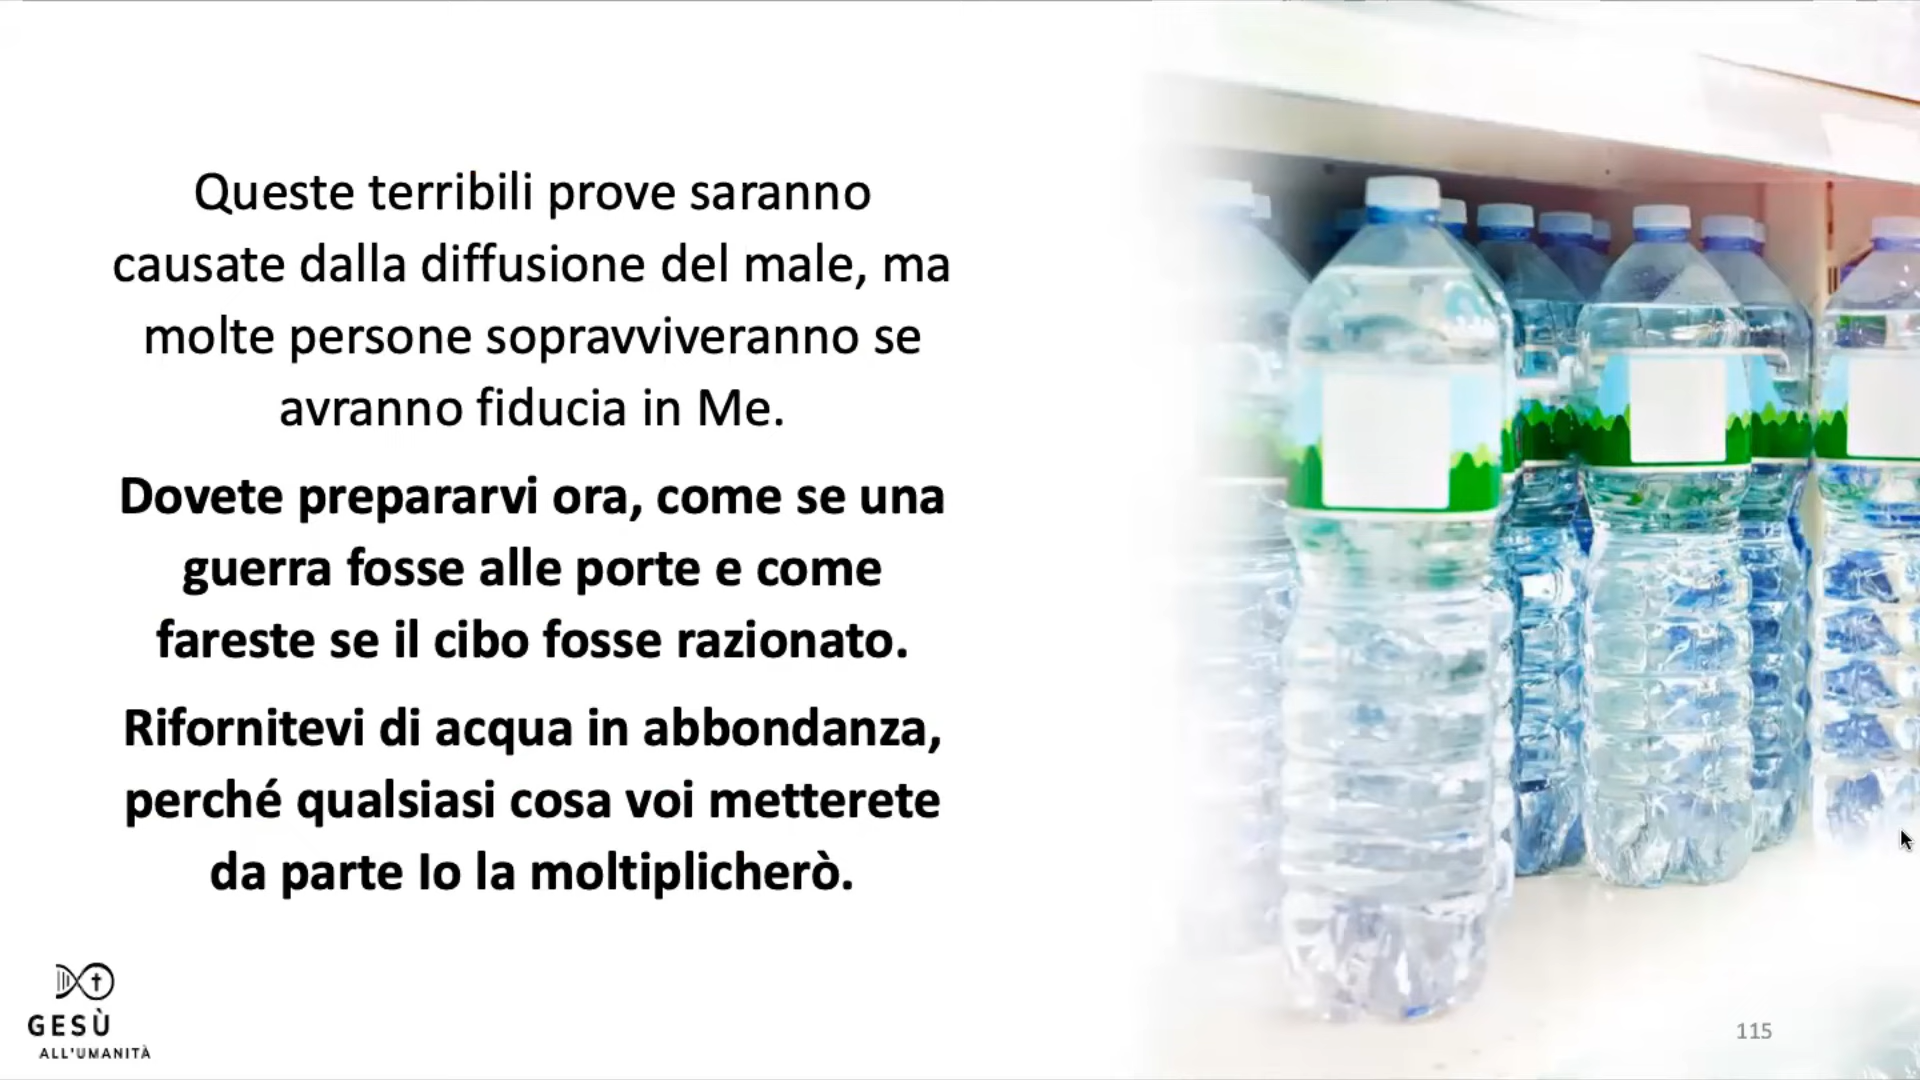 Queste terribili prove saranno
causate dalla diffusione del male, ma
molte persone sopravviveranno se
avranno fiducia in Me.
Dovete prepararvi ora, come se una
guerra fosse alle porte e come
fareste se il cibo fosse razionato.
Rifornitevi di acqua in abbondanza,
perché qualsiasi cosa voi metterete
da parte Io la moltiplicherò.
GESÙ
ALL'UMANITÀ
115